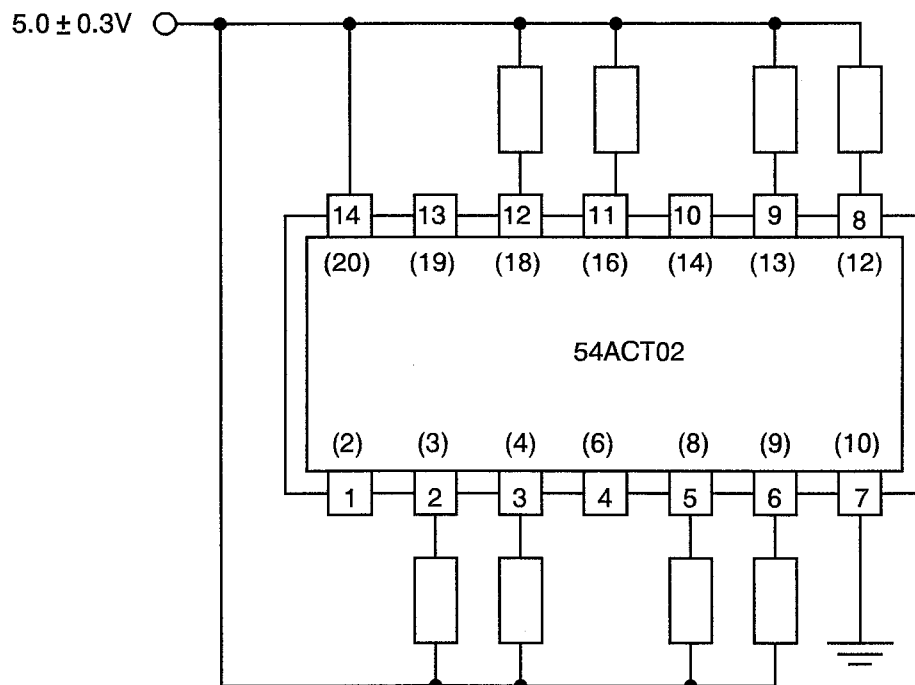 5.0 ± 0.3V
14 13 12 11 10 9 8
(20) (19) (18) (16) (14) (13) (12)
54ACT02
(2) (3) (4) (6) (8) (9) (10)
1 2 3 4 5 6 7